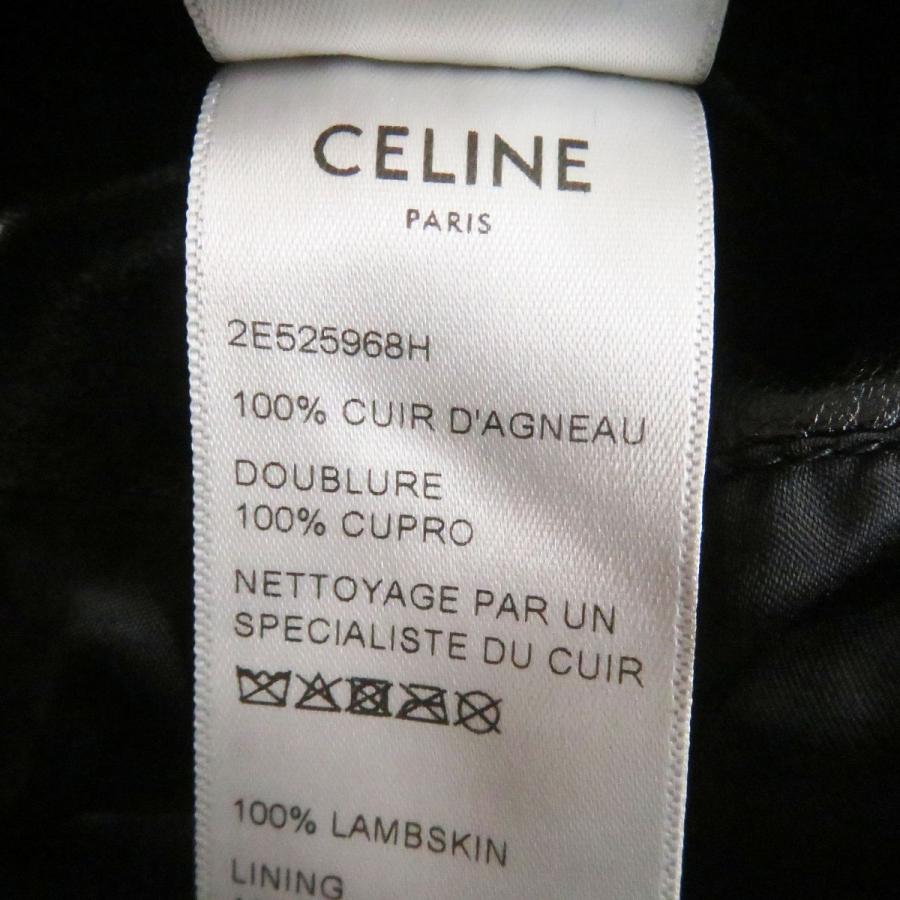 CELINE
PARIS
2E525968H
100% CUIR D'AGNEAU
DOUBLURE
100% CUPRO
NETTOYAGE PAR UN
SPECIALISTE DU CUIR
100% LAMBSKIN
LINING